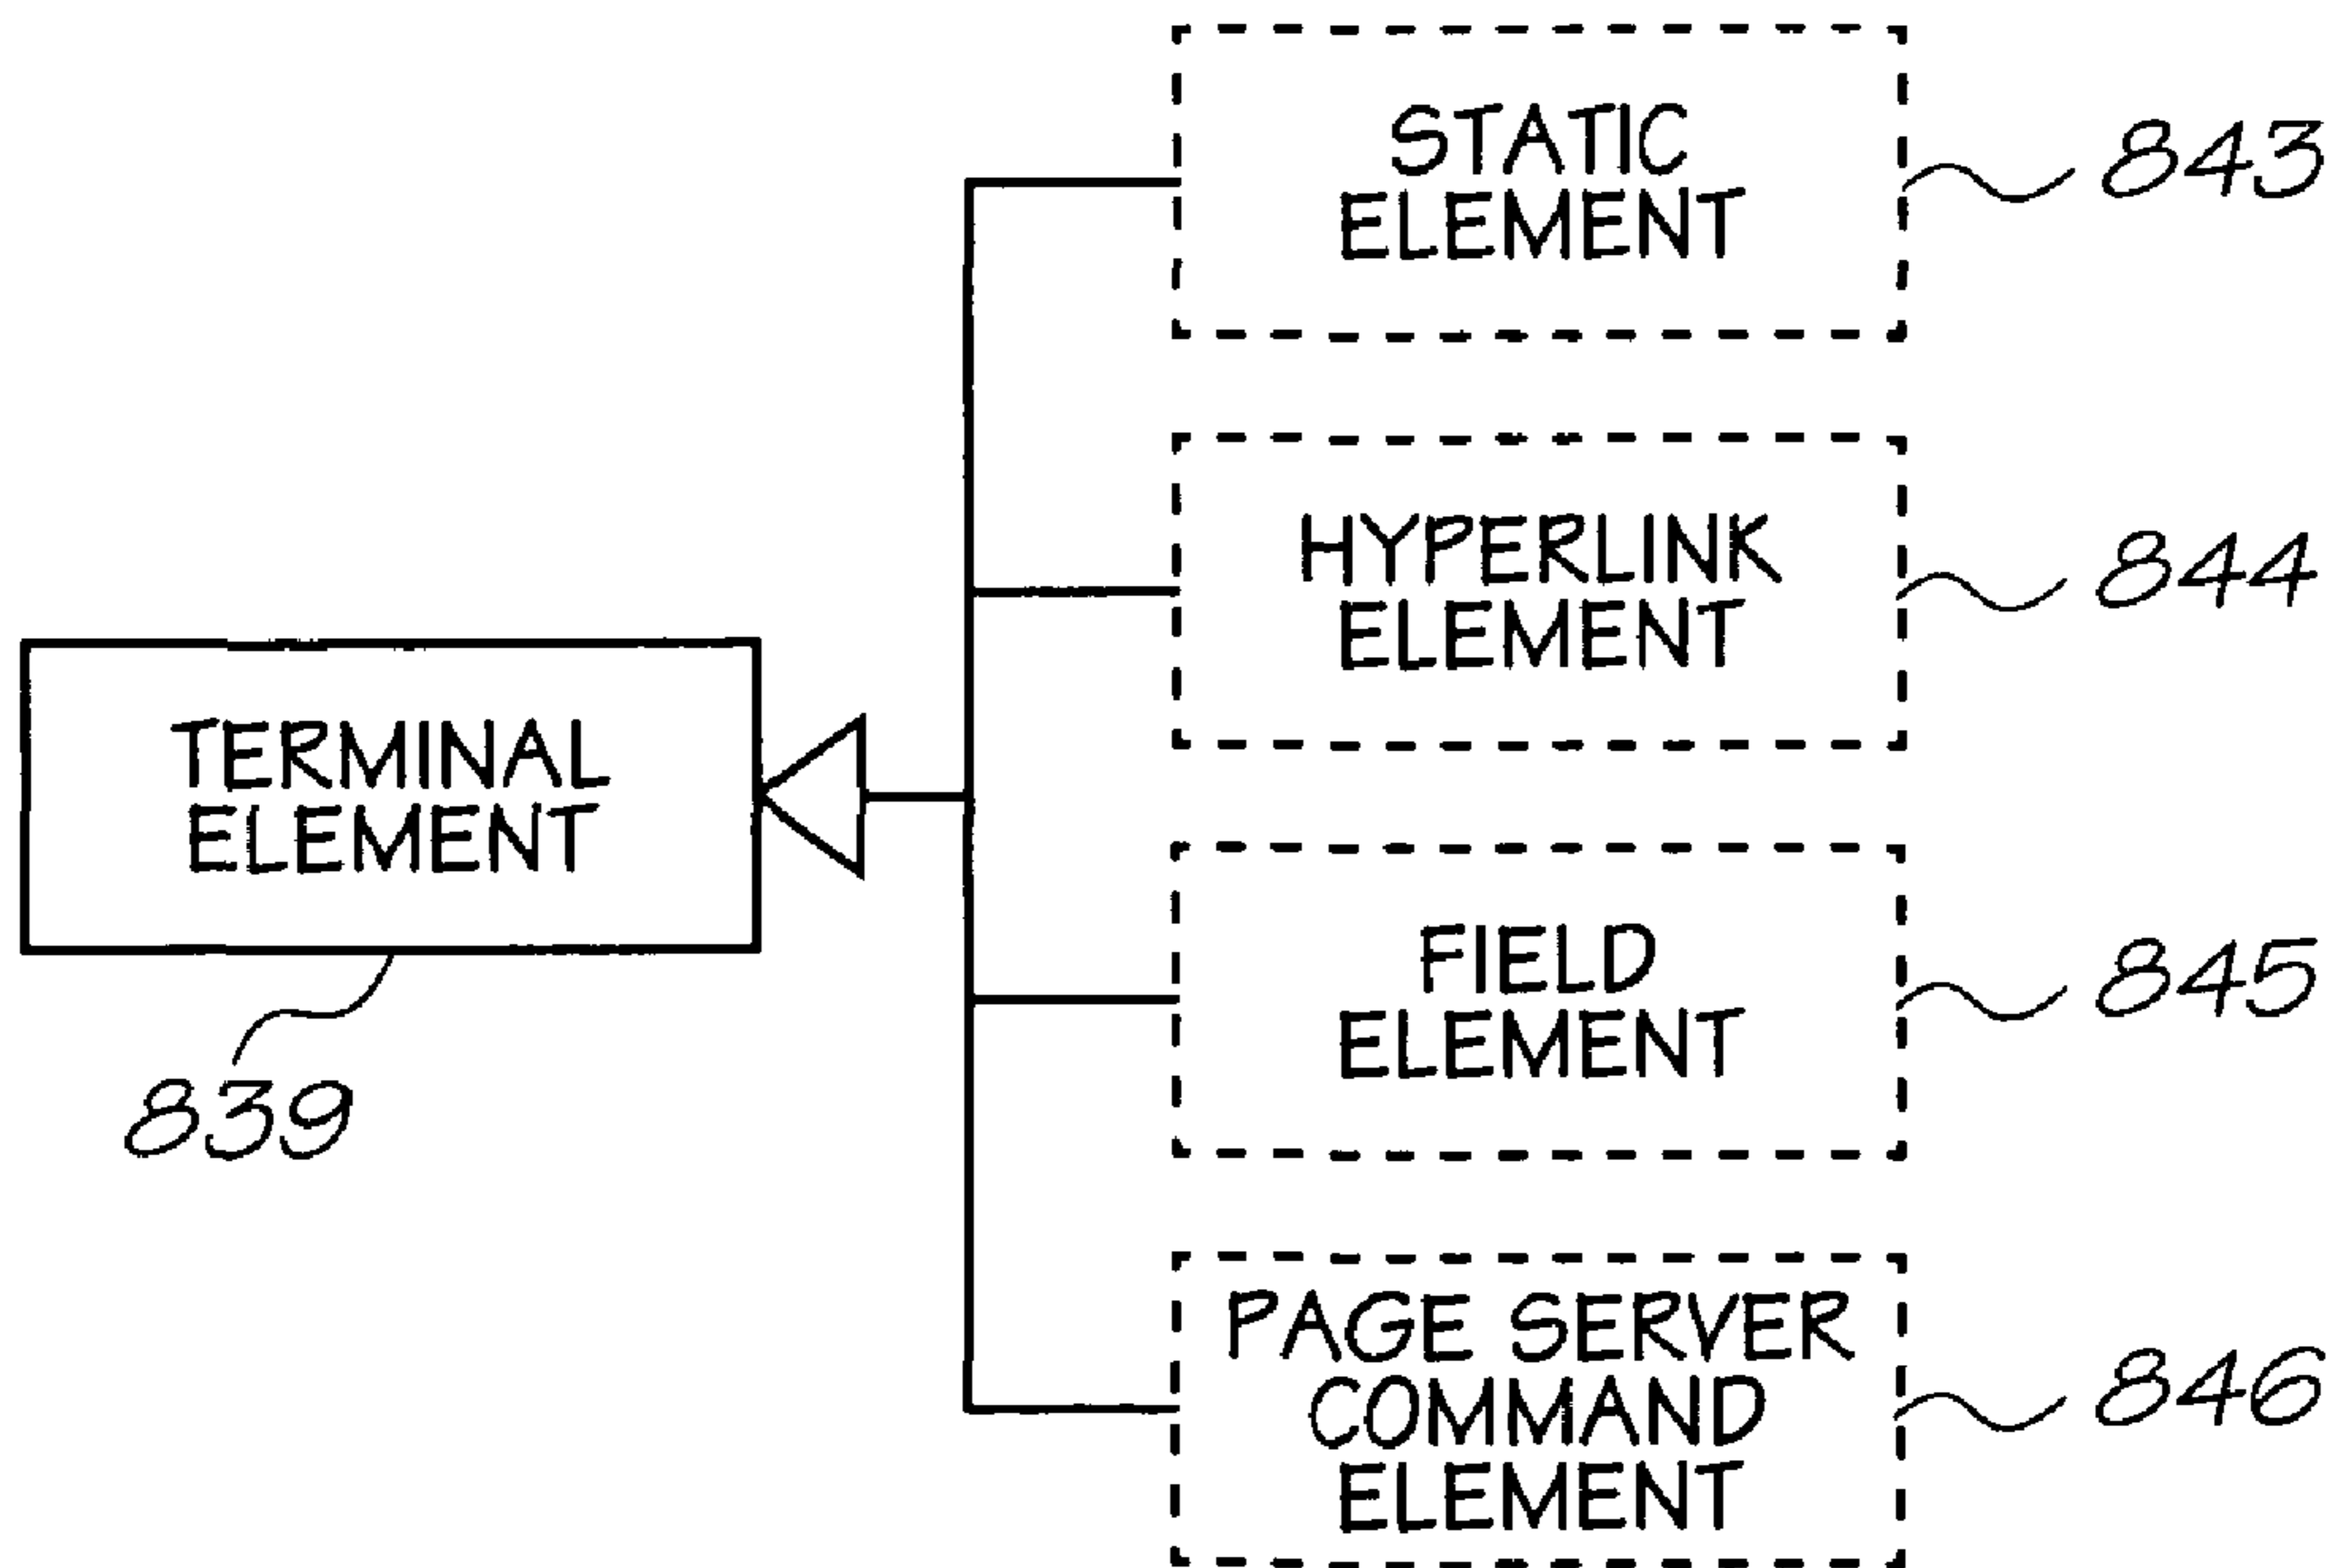 STATIC
ELEMENT
843
HYPERLINK
ELEMENT
844
TERMINAL
ELEMENT
839
FIELD
ELEMENT
845
PAGE SERVER
COMMAND
ELEMENT
846